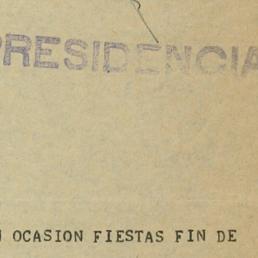 PRESIDENCIA
OCASION FIESTAS FIN DE